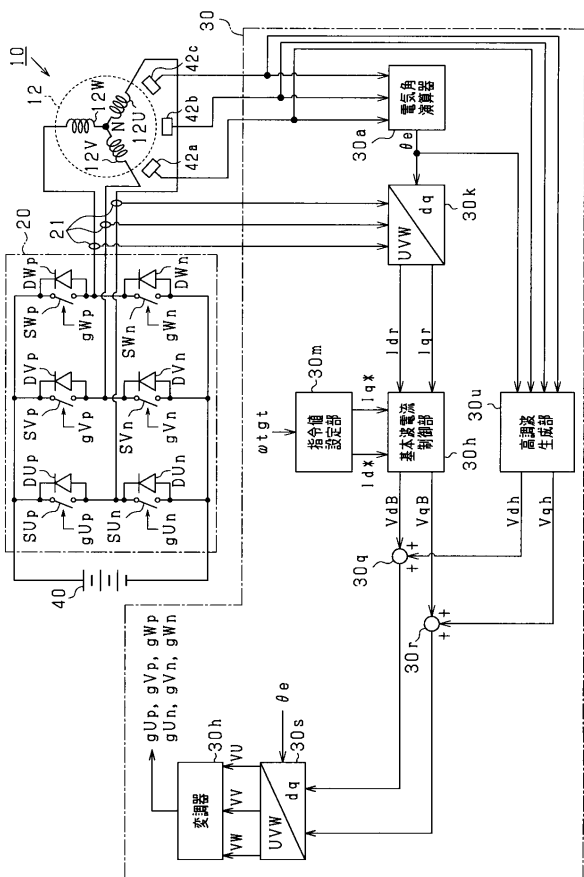 10
12
12W
12V
N
12U
42a
42b
42c
30
20
21
SWp
DWp
gWp
SWn
DWn
gWn
SVp
DVp
gVp
SVn
DVn
gVn
SUp
DUp
gUp
SUn
DUn
gUn
40
電気角
演算器
30a
θe
UVW
dq
30k
Idr
Iqr
ωtgt
指令値
設定部
30m
Id*
Iq*
基本波電流
制御部
30h
高調波
生成部
30u
VdB
VqB
Vdh
Vqh
30q
+
+
30r
+
+
gUp, gVp, gWp
gUn, gVn, gWn
変調器
30h
VW
VV
VU
θe
UVW
dq
30s